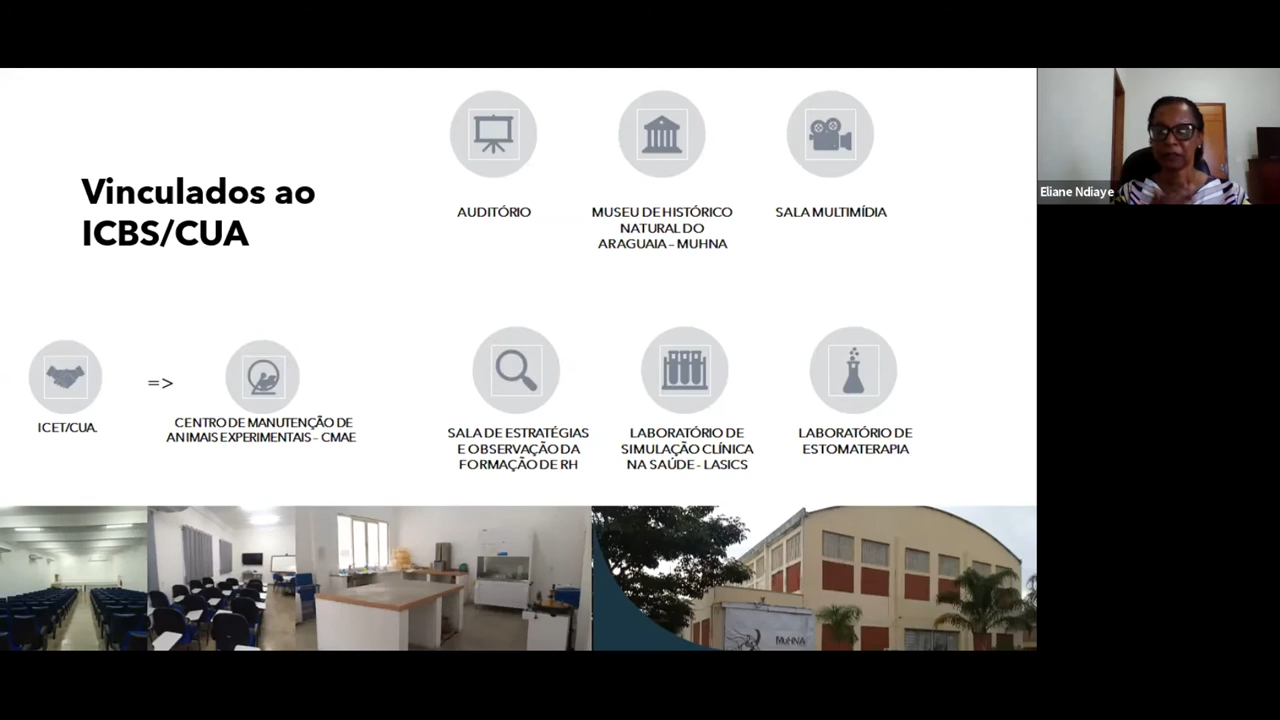 Vinculados ao
ICBS/CUA
AUDITÓRIO
MUSEU DE HISTÓRICO
NATURAL DO
ARAGUAIA – MUHNA
SALA MULTIMÍDIA
ICET/CUA.
=>
CENTRO DE MANUTENÇÃO DE
ANIMAIS EXPERIMENTAIS – CMAE
SALA DE ESTRATÉGIAS
E OBSERVAÇÃO DA
FORMAÇÃO DE RH
LABORATÓRIO DE
SIMULAÇÃO CLÍNICA
NA SAÚDE - LASICS
LABORATÓRIO DE
ESTOMATERAPIA
MuHNA
Eliane Ndiaye